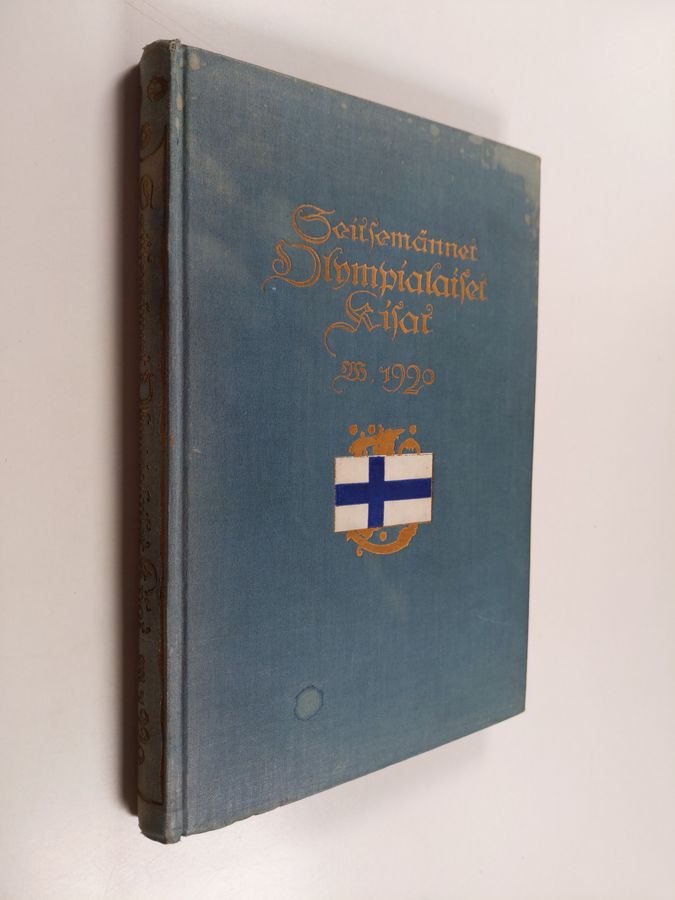 Seitsemännet
Olympialaiset
Kisat
W. 1920